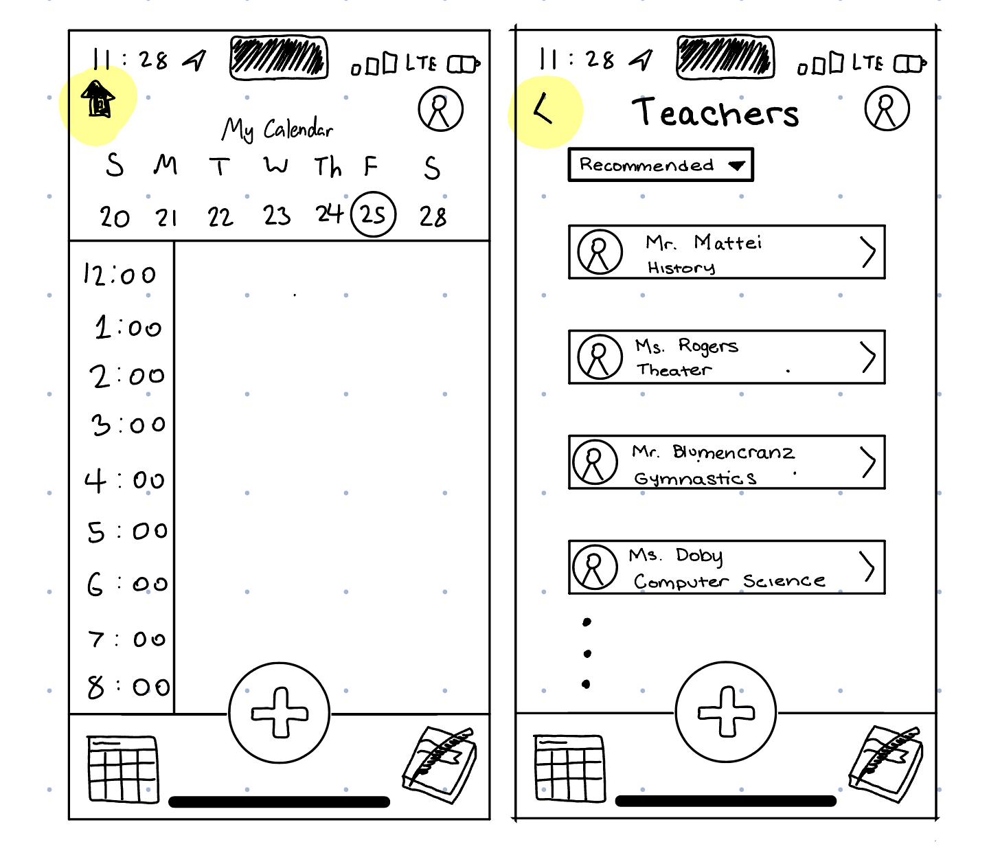 11:28 LTE
My Calendar
S M T W Th F S
20 21 22 23 24 25 28
12:00
1:00
2:00
3:00
4:00
5:00
6:00
7:00
8:00
11:28 LTE
Teachers
Recommended
Mr. Mattei
History
Ms. Rogers
Theater
Mr. Blumencranz
Gymnastics
Ms. Doby
Computer Science